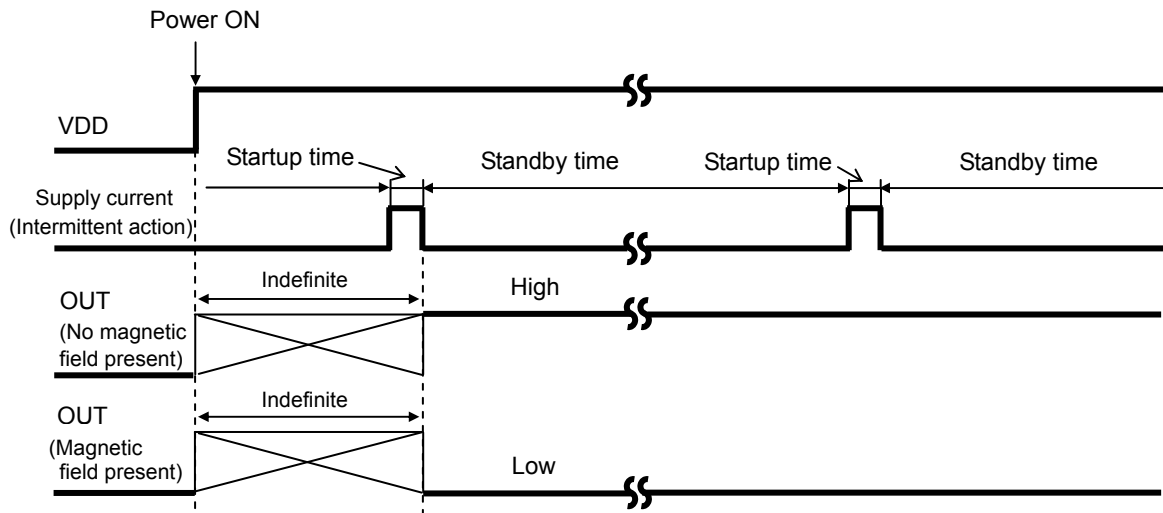 Power ON
VDD
Startup time
Standby time
Startup time
Standby time
Supply current
(Intermittent action)
Indefinite
High
OUT
(No magnetic
field present)
Indefinite
OUT
(Magnetic
field present)
Low